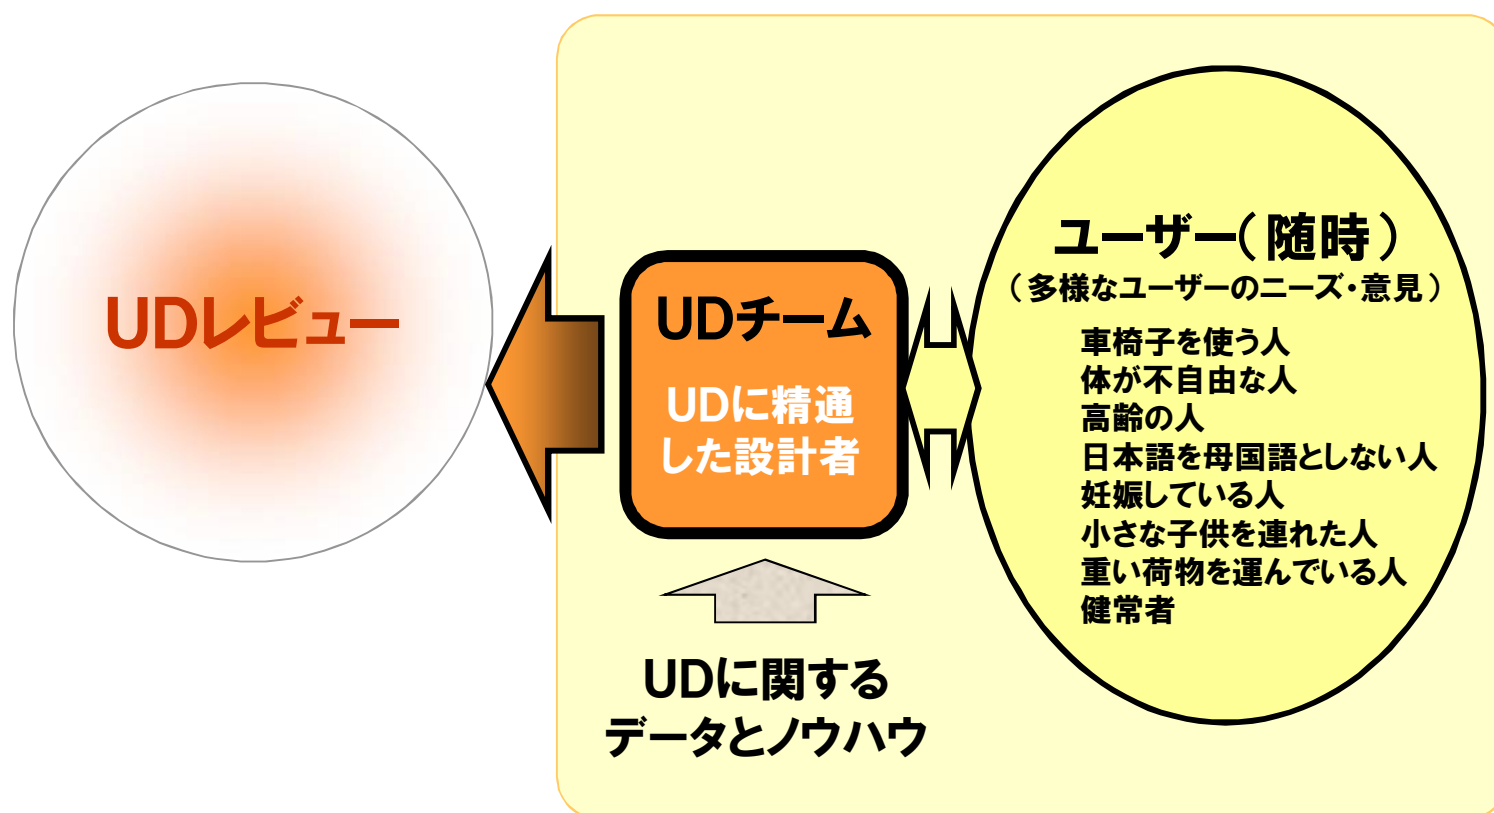 UDレビュー
UDチーム
UDに精通
した設計者
UDに関する
データとノウハウ
ユーザー(随時)
(多様なユーザーのニーズ・意見)
車椅子を使う人
体が不自由な人
高齢の人
日本語を母国語としない人
妊娠している人
小さな子供を連れた人
重い荷物を運んでいる人
健常者